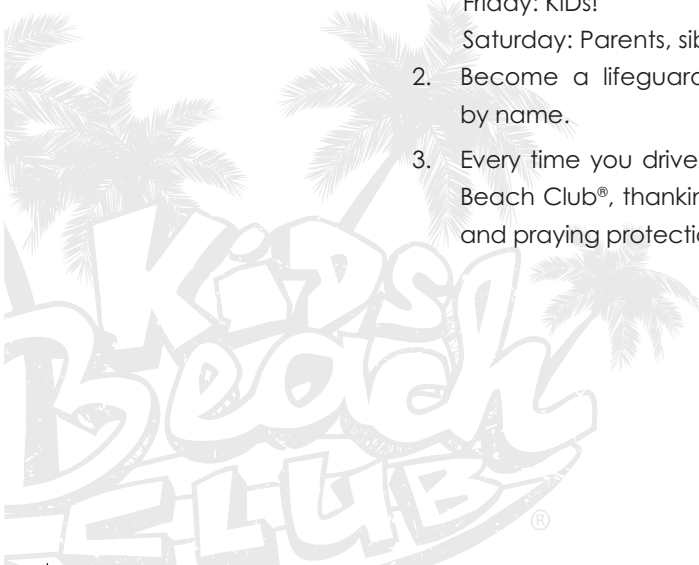 Friday: KiDs!
Saturday: Parents, sib
2. Become a lifeguard
by name.
3. Every time you drive
Beach Club®, thankin
and praying protectio
KiDS
Beach
CLUB
®